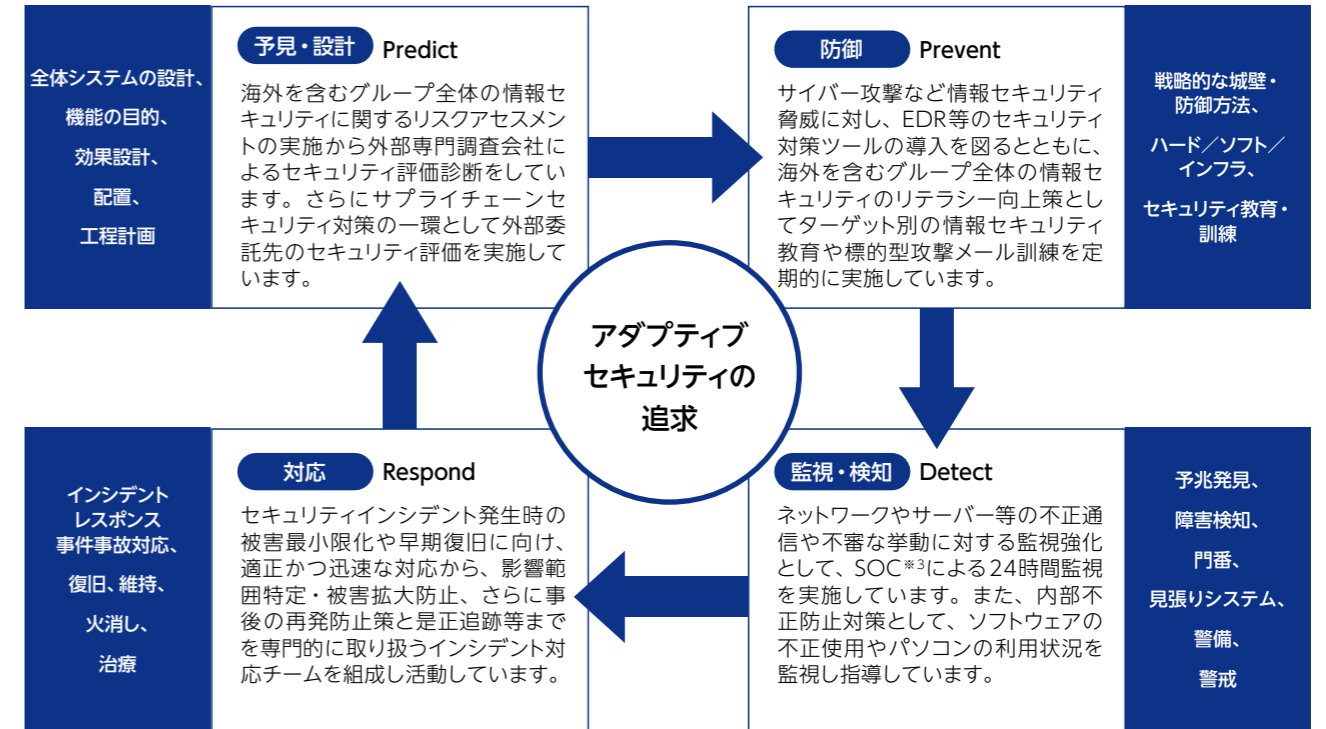 全体システムの設計、
機能の目的、
効果設計、
配置、
工程計画
予見・設計 Predict
海外を含むグループ全体の情報セ
キュリティに関するリスクアセスメン
トの実施から外部専門調査会社に
よるセキュリティ評価診断をしてい
ます。さらにサプライチェーンセ
キュリティ対策の一環として外部委
託先のセキュリティ評価を実施して
います。
防御 Prevent
サイバー攻撃など情報セキュリティ
脅威に対し、EDR等のセキュリティ
対策ツールの導入を図るとともに、
海外を含むグループ全体の情報セ
キュリティのリテラシー向上策とし
てターゲット別の情報セキュリティ
教育や標的型攻撃メール訓練を定
期的に実施しています。
戦略的な城壁・
防御方法、
ハード／ソフト／
インフラ、
セキュリティ教育・
訓練
アダプティブ
セキュリティの
追求
インシデント
レスポンス
事件事故対応、
復旧、維持、
火消し、
治療
対応 Respond
セキュリティインシデント発生時の
被害最小限化や早期復旧に向け、
適正かつ迅速な対応から、影響範
囲特定・被害拡大防止、さらに事
後の再発防止策と是正追跡等まで
を専門的に取り扱うインシデント対
応チームを組成し活動しています。
監視・検知 Detect
ネットワークやサーバー等の不正通
信や不審な挙動に対する監視強化
として、SOC※3による24時間監視
を実施しています。また、内部不
正防止対策として、ソフトウェアの
不正使用やパソコンの利用状況を
監視し指導しています。
予兆発見、
障害検知、
門番、
見張りシステム、
警備、
警戒